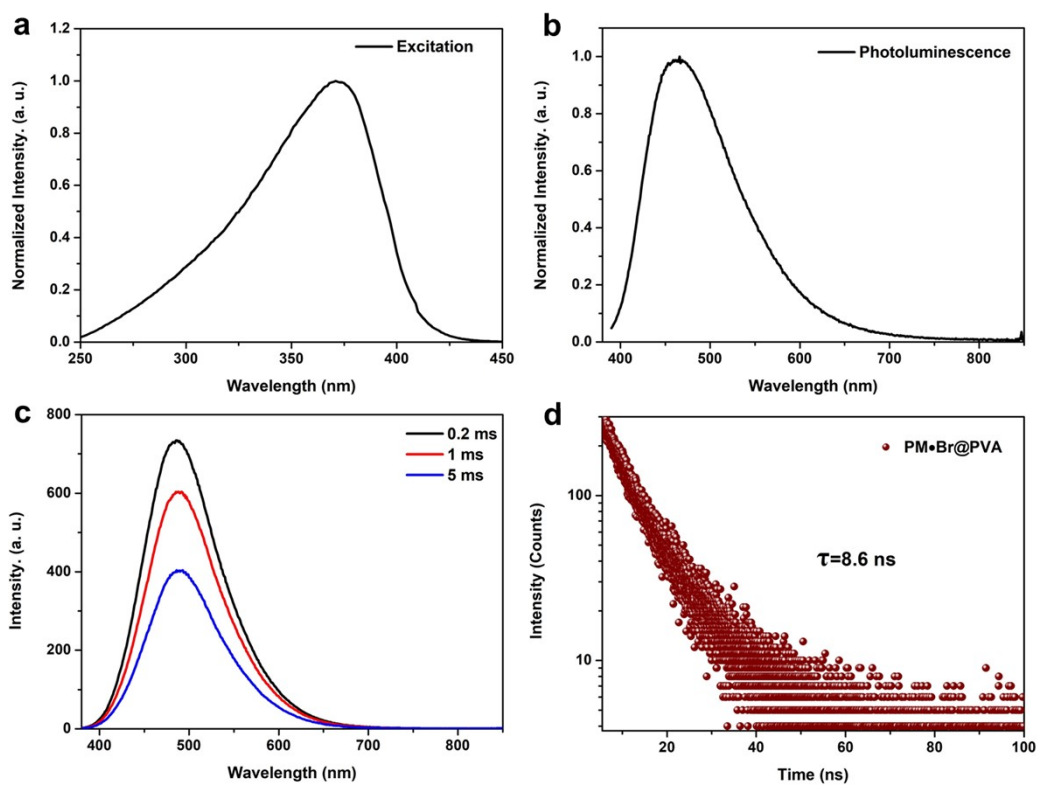 a
Excitation
Normalized Intensity. (a. u.)
1.2
1.0
0.8
0.6
0.4
0.2
0.0
250
300
350
400
450
Wavelength (nm)
b
Photoluminescence
Normalized Intensity. (a. u.)
1.0
0.8
0.6
0.4
0.2
0.0
400
500
600
700
800
Wavelength (nm)
c
0.2 ms
1 ms
5 ms
Intensity. (a. u.)
800
600
400
200
0
400
500
600
700
800
Wavelength (nm)
d
PM•Br@PVA
τ=8.6 ns
Intensity (Counts)
100
10
20
40
60
80
100
Time (ns)